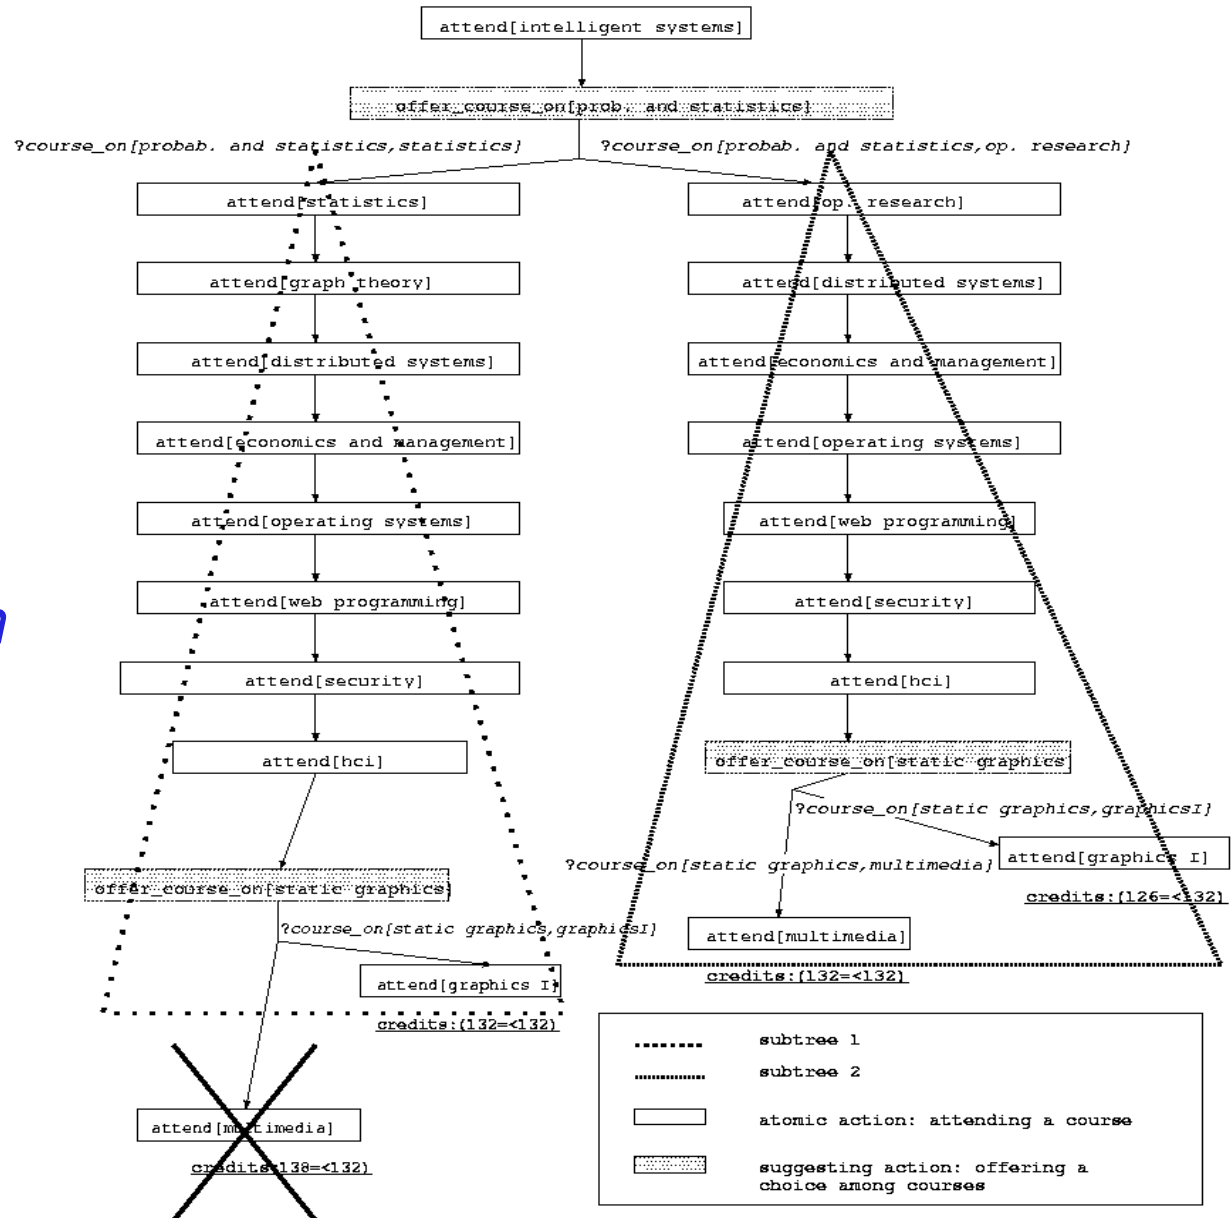 attend[intelligent systems]
offer_course_on[prob. and statistics]
?course_on[probab. and statistics,statistics]
?course_on[probab. and statistics,op. research]
attend[statistics]
attend[op. research]
attend[graph theory]
attend[distributed systems]
attend[distributed systems]
attend[economics and management]
attend[economics and management]
attend[operating systems]
attend[operating systems]
attend[web programming]
attend[web programming]
attend[security]
attend[security]
attend[hci]
attend[hci]
offer_course_on[static graphics]
?course_on[static graphics,graphicsI]
attend[graphics I]
?course_on[static graphics,multimedia]
credits:(126=<132)
attend[multimedia]
credits:(132=<132)
offer_course_on[static graphics]
?course_on[static graphics,graphicsI]
attend[graphics I]
credits:(132=<132)
attend[multimedia]
credits:138=<132)
subtree 1
subtree 2
atomic action: attending a course
suggesting action: offering a
choice among courses